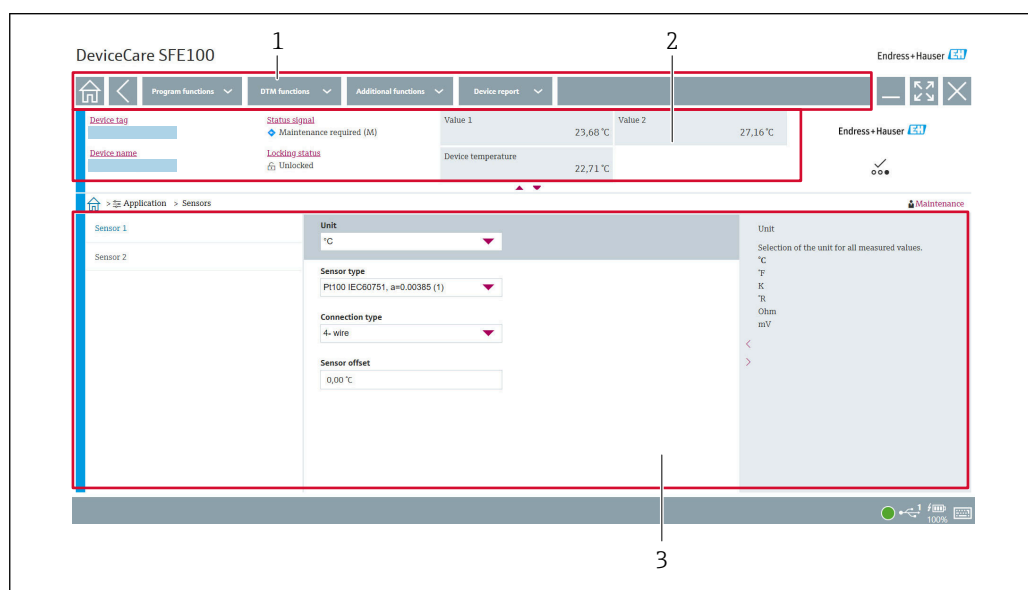 1
2
DeviceCare SFE100
Endress+Hauser EH
Program functions
DTM functions
Additional functions
Device report
Device tag
Status signal
Maintenance required (M)
Value 1
23,68 °C
Value 2
27,16 °C
Endress+Hauser EH
Device name
Locking status
Unlocked
Device temperature
22,71 °C
> Application > Sensors
Maintenance
Sensor 1
Sensor 2
Unit
°C
Sensor type
Pt100 IEC60751, a=0.00385 (1)
Connection type
4- wire
Sensor offset
0,00 °C
Unit
Selection of the unit for all measured values.
°C
°F
K
°R
Ohm
mV
<
>
1
100%
3